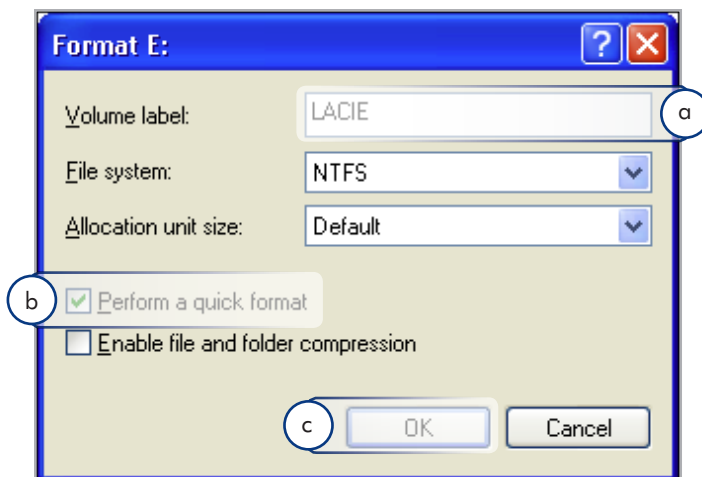 Format E:
Volume label: LACIE a
File system: NTFS
Allocation unit size: Default
b Perform a quick format
Enable file and folder compression
c OK Cancel